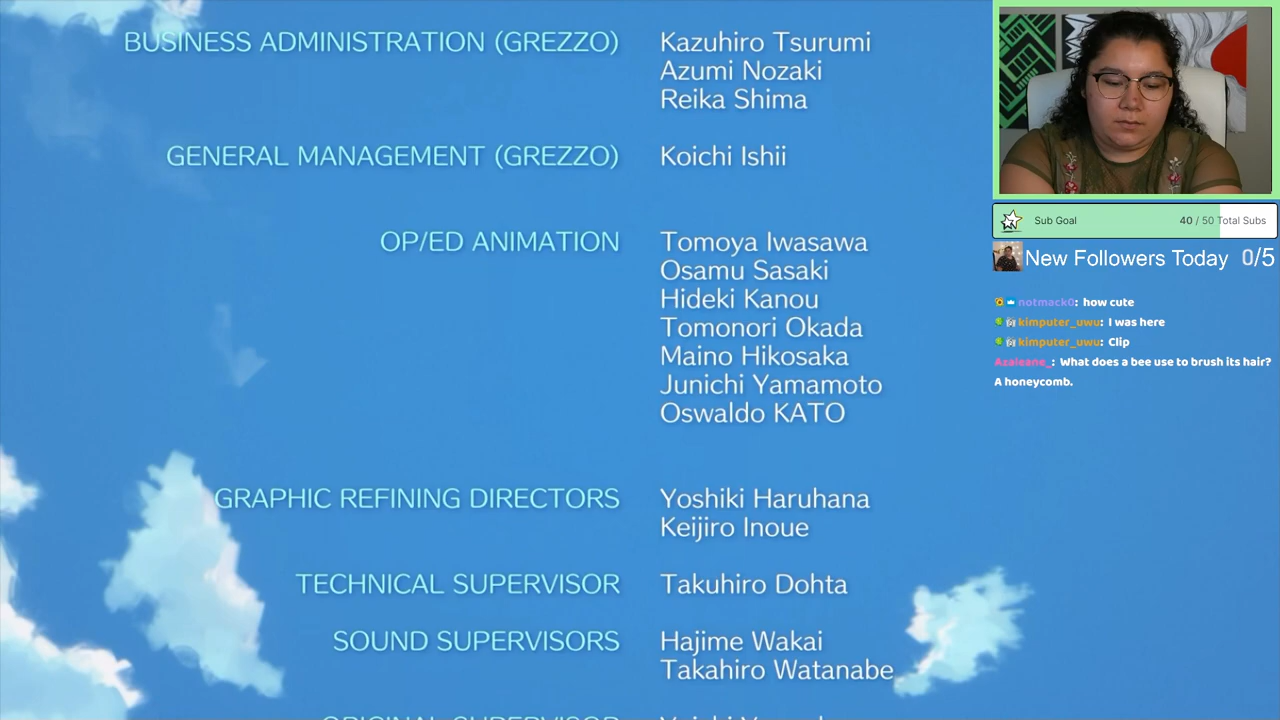 BUSINESS ADMINISTRATION (GREZZO) Kazuhiro Tsurumi
Azumi Nozaki
Reika Shima
GENERAL MANAGEMENT (GREZZO) Koichi Ishii
OP/ED ANIMATION Tomoya Iwasawa
Osamu Sasaki
Hideki Kanou
Tomonori Okada
Maino Hikosaka
Junichi Yamamoto
Oswaldo KATO
GRAPHIC REFINING DIRECTORS Yoshiki Haruhana
Keijiro Inoue
TECHNICAL SUPERVISOR Takuhiro Dohta
SOUND SUPERVISORS Hajime Wakai
Takahiro Watanabe
ORIGINAL SUPERVISOR
Sub Goal 40 / 50 Total Subs
New Followers Today 0/5
notmack0: how cute
kimputer_uwu: I was here
kimputer_uwu: Clip
Azaleane_: What does a bee use to brush its hair?
A honeycomb.